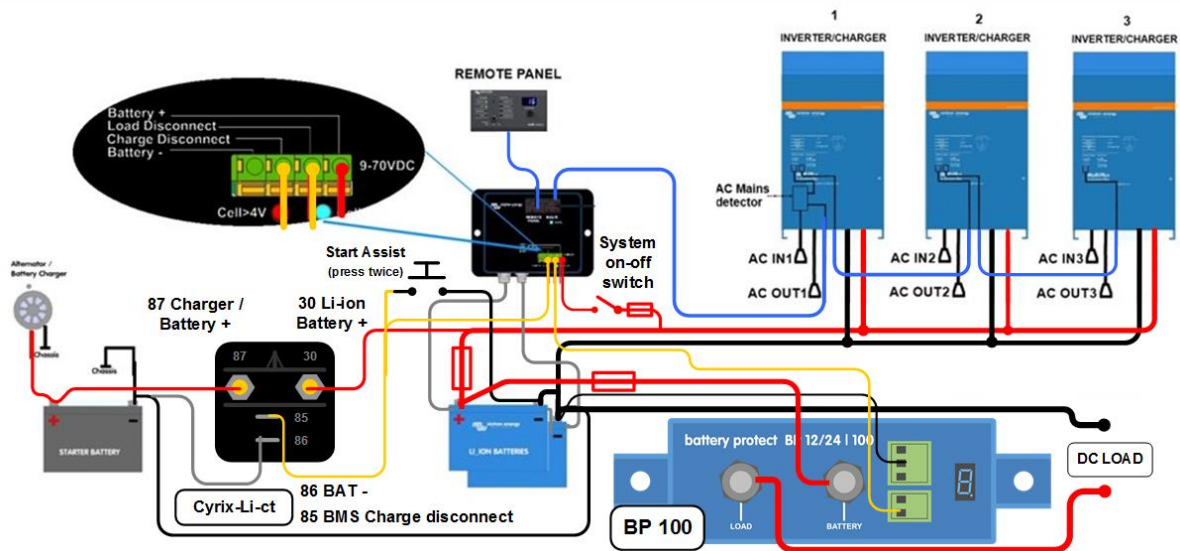 1
INVERTER/CHARGER
2
INVERTER/CHARGER
3
INVERTER/CHARGER
REMOTE PANEL
Battery +
Load Disconnect
Charge Disconnect
Battery -
9-70VDC
Cell>4V
AC Mains
detector
AC IN1
AC OUT1
AC IN2
AC OUT2
AC IN3
AC OUT3
System
on-off
switch
Start Assist
(press twice)
Alternator /
Battery Charger
Chassis
Chassis
87 Charger /
Battery +
30 Li-ion
Battery +
87
30
85
86
+
-
STARTER BATTERY
Cyrix-Li-ct
86 BAT -
85 BMS Charge disconnect
+
-
victron energy
LI_ION BATTERIES
battery protect BP 12/24 | 100
LOAD
BATTERY
BP 100
DC LOAD